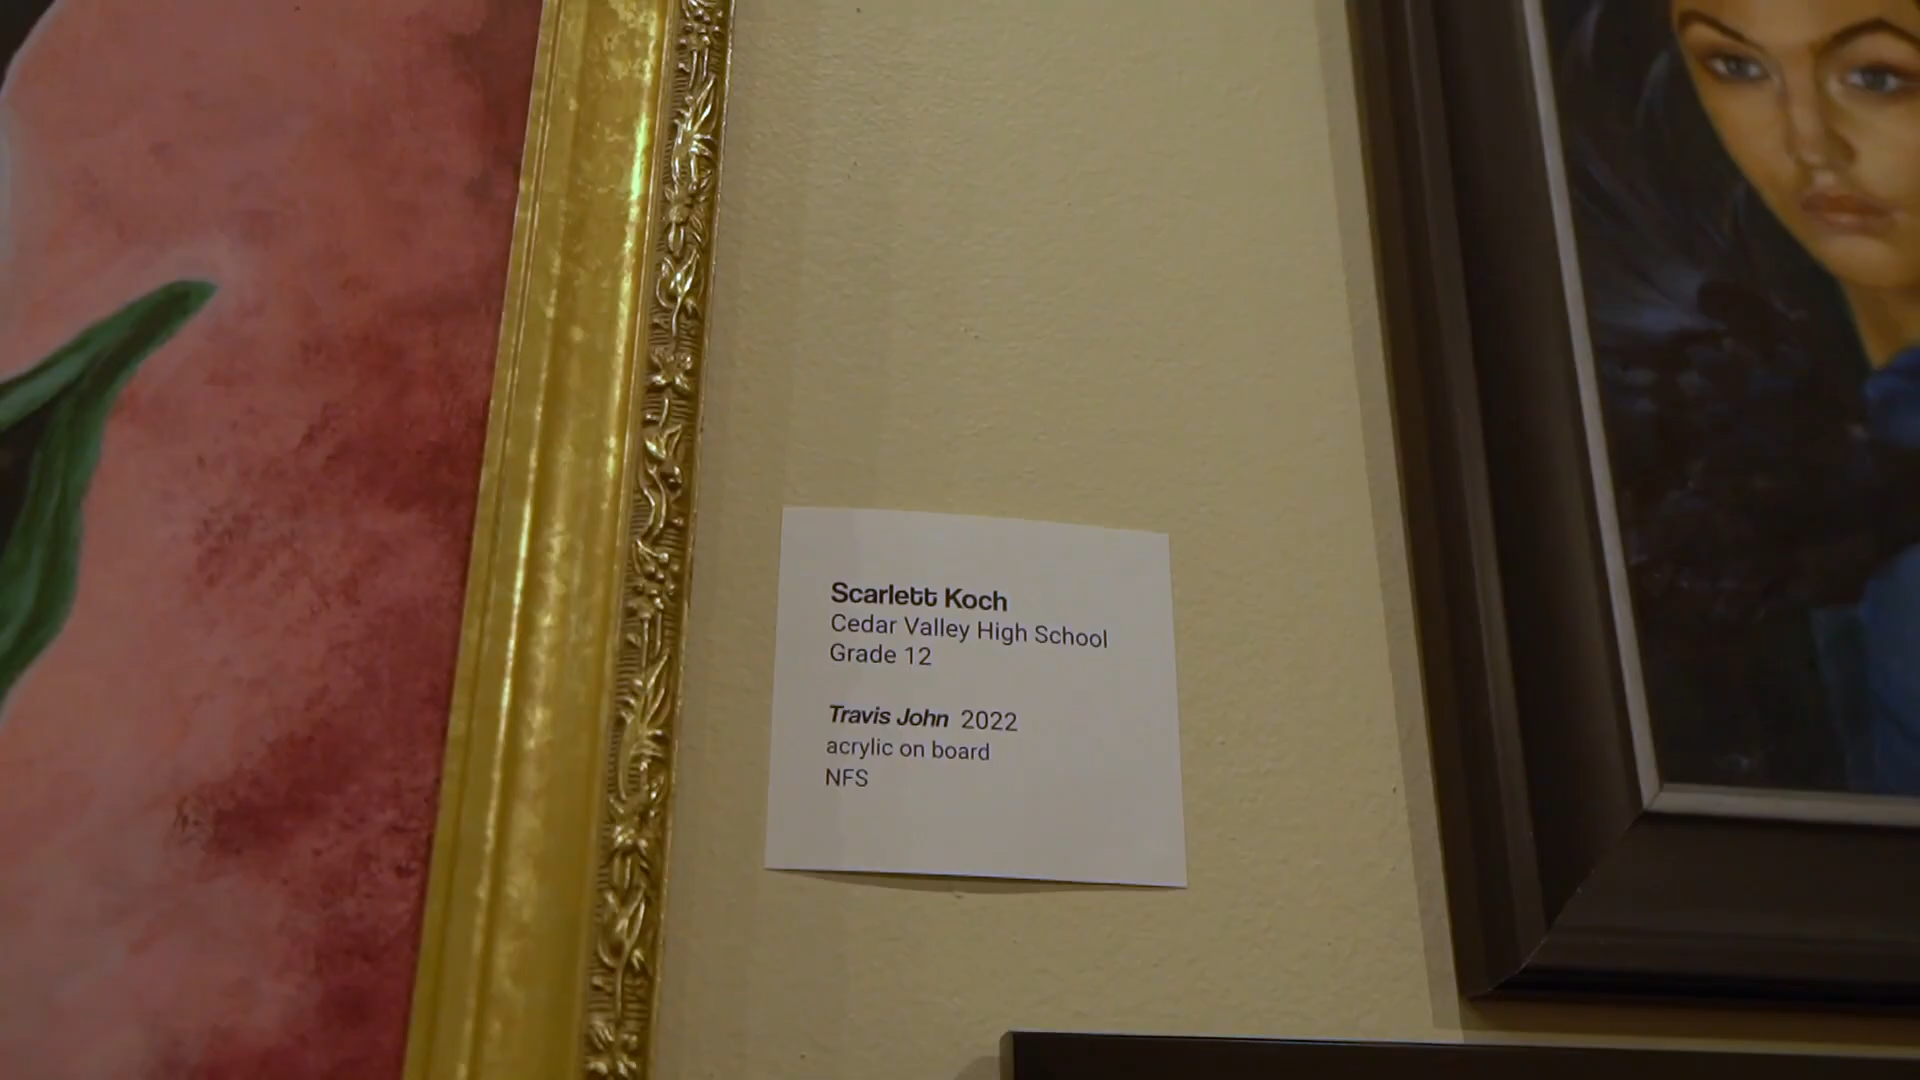 Scarlett Koch
Cedar Valley High School
Grade 12
Travis John 2022
acrylic on board
NFS